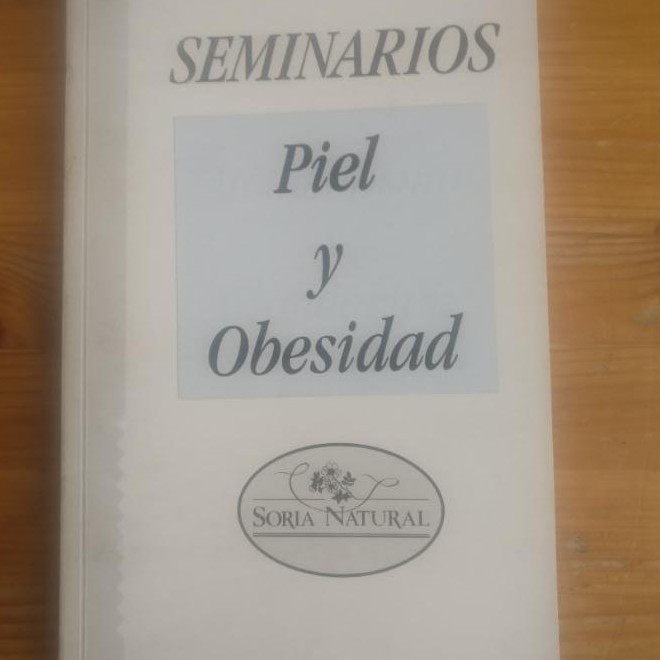 SEMINARIOS
Piel
y
Obesidad
SORIA NATURAL